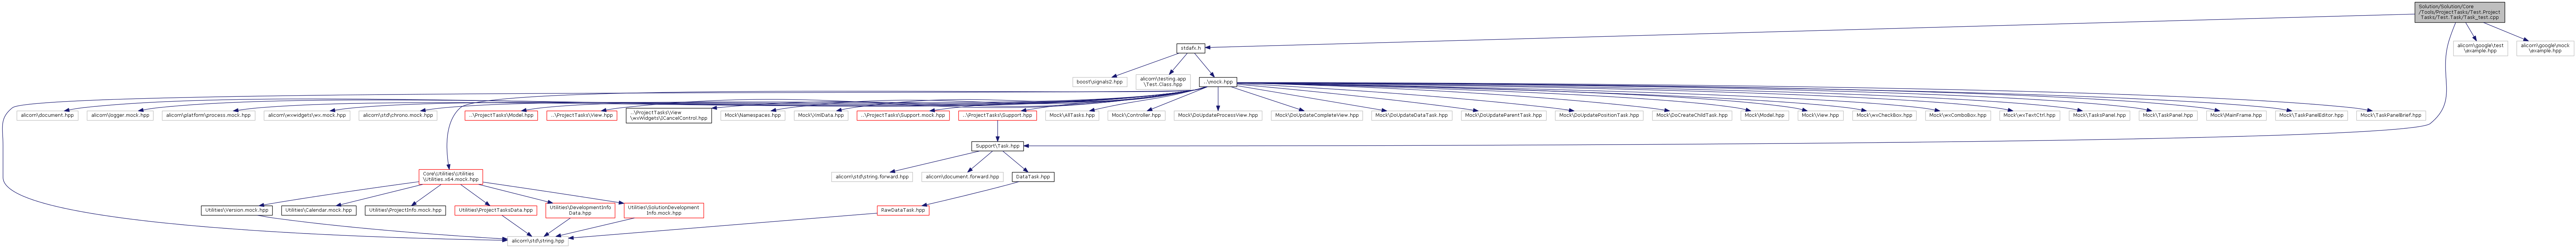 Solution/Solution/Core
/Tools/ProjectTasks/Test.Project
Tasks/Test.Task/Task_test.cpp
stdafx.h
alicorn\google\test
\example.hpp
alicorn\google\mock
\example.hpp
boost\signals2.hpp
alicorn\testing.app
\Test.Class.hpp
..\mock.hpp
alicorn\document.hpp
alicorn\logger.mock.hpp
alicorn\platform\process.mock.hpp
alicorn\wxwidgets\wx.mock.hpp
alicorn\std\chrono.mock.hpp
..\ProjectTasks\Model.hpp
..\ProjectTasks\View.hpp
..\ProjectTasks\View
\wxWidgets\ICancelControl.hpp
Mock\Namespaces.hpp
Mock\XmlData.hpp
..\ProjectTasks\Support.mock.hpp
..\ProjectTasks\Support.hpp
Mock\AllTasks.hpp
Mock\Controller.hpp
Mock\DoUpdateProcessView.hpp
Mock\DoUpdateCompleteView.hpp
Mock\DoUpdateDataTask.hpp
Mock\DoUpdateParentTask.hpp
Mock\DoUpdatePositionTask.hpp
Mock\DoCreateChildTask.hpp
Mock\Model.hpp
Mock\View.hpp
Mock\wxCheckBox.hpp
Mock\wxComboBox.hpp
Mock\wxTextCtrl.hpp
Mock\TasksPanel.hpp
Mock\TaskPanel.hpp
Mock\MainFrame.hpp
Mock\TaskPanelEditor.hpp
Mock\TaskPanelBrief.hpp
Support\Task.hpp
Core\Utilities\Utilities
\Utilities.x64.mock.hpp
alicorn\std\string.forward.hpp
alicorn\document.forward.hpp
DataTask.hpp
Utilities\Version.mock.hpp
Utilities\Calendar.mock.hpp
Utilities\ProjectInfo.mock.hpp
Utilities\ProjectTasksData.hpp
Utilities\DevelopmentInfo
Data.hpp
Utilities\SolutionDevelopment
Info.mock.hpp
RawDataTask.hpp
alicorn\std\string.hpp